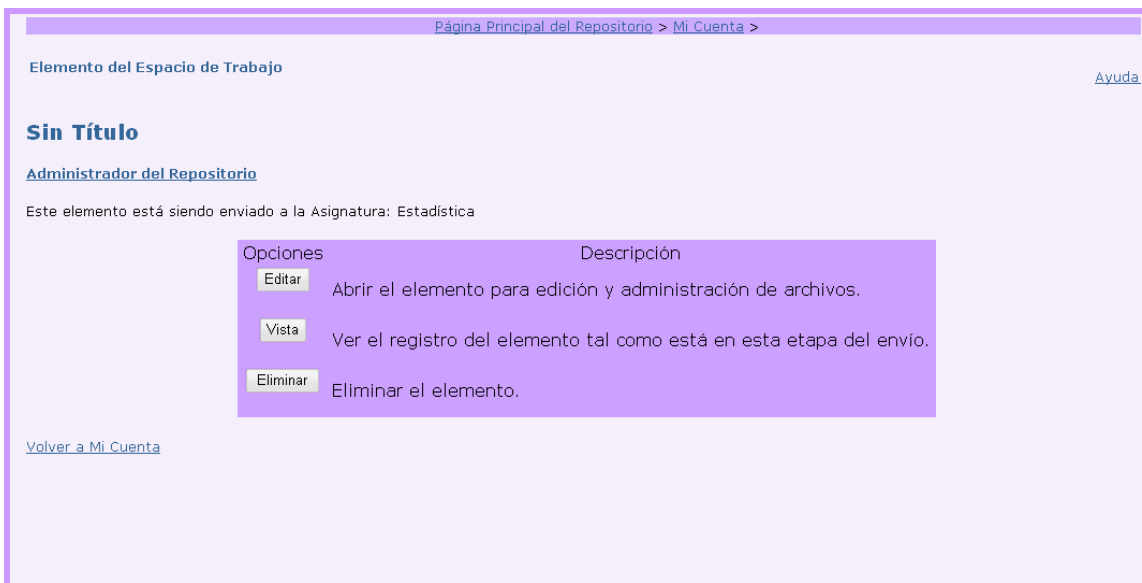 Página Principal del Repositorio > Mi Cuenta >
Elemento del Espacio de Trabajo
Ayuda
Sin Título
Administrador del Repositorio
Este elemento está siendo enviado a la Asignatura: Estadística
Opciones Descripción
Editar Abrir el elemento para edición y administración de archivos.
Vista Ver el registro del elemento tal como está en esta etapa del envío.
Eliminar Eliminar el elemento.
Volver a Mi Cuenta